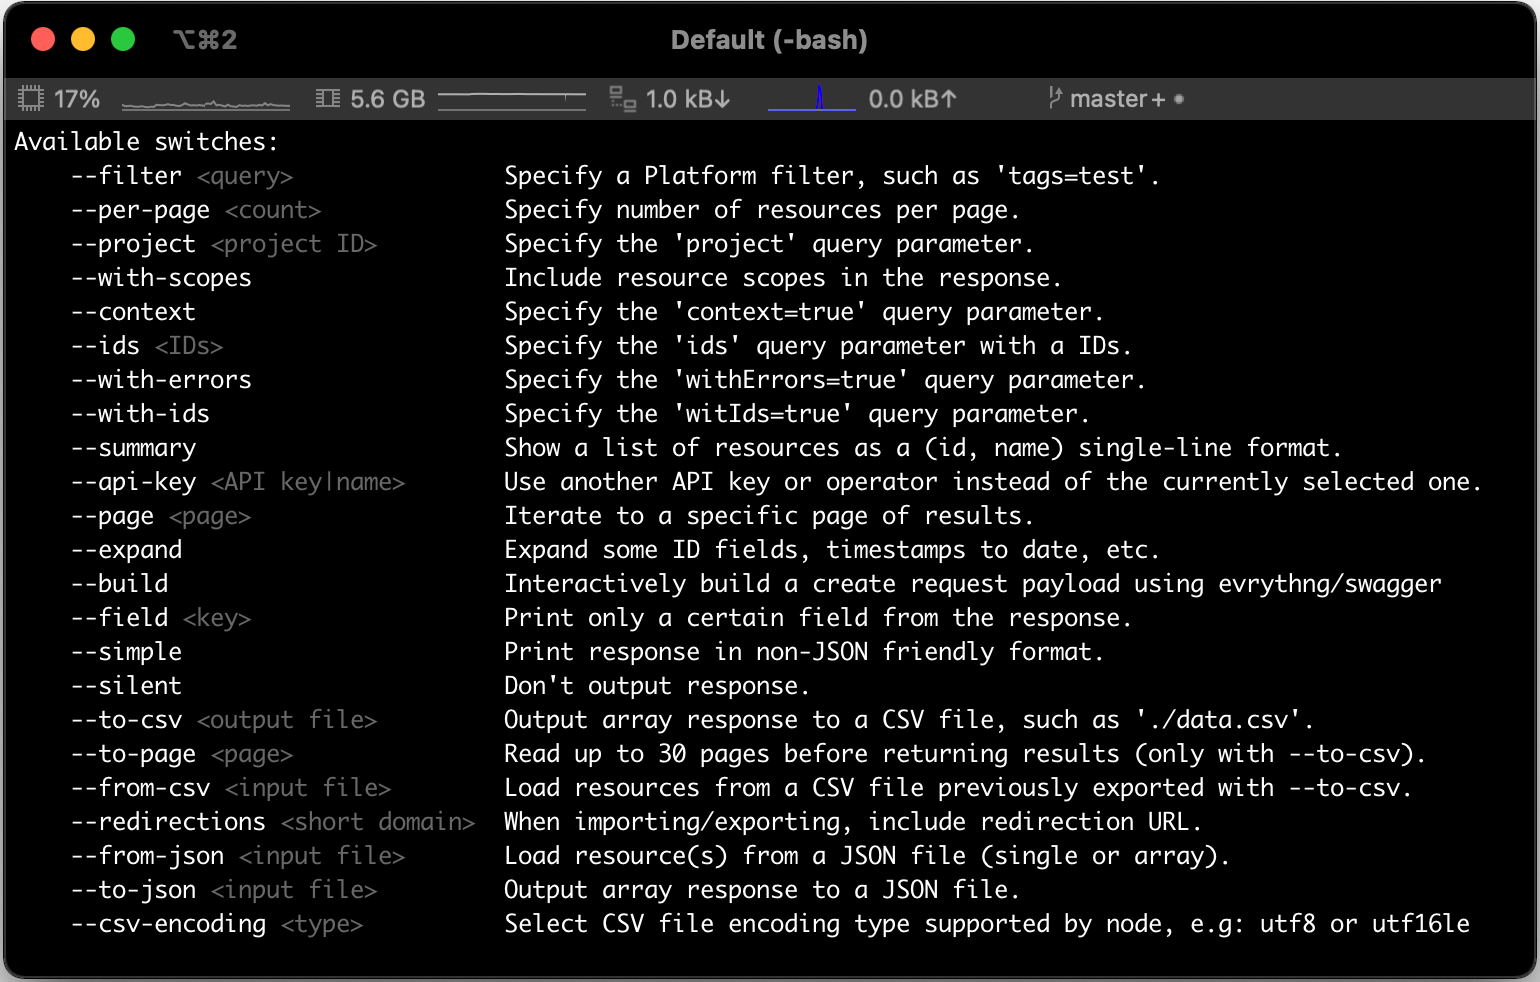 ⌥⌘2 Default (-bash)
17% 5.6 GB 1.0 kB↓ 0.0 kB↑ master+ ●
Available switches:
--filter <query> Specify a Platform filter, such as 'tags=test'.
--per-page <count> Specify number of resources per page.
--project <project ID> Specify the 'project' query parameter.
--with-scopes Include resource scopes in the response.
--context Specify the 'context=true' query parameter.
--ids <IDs> Specify the 'ids' query parameter with a IDs.
--with-errors Specify the 'withErrors=true' query parameter.
--with-ids Specify the 'witIds=true' query parameter.
--summary Show a list of resources as a (id, name) single-line format.
--api-key <API key|name> Use another API key or operator instead of the currently selected one.
--page <page> Iterate to a specific page of results.
--expand Expand some ID fields, timestamps to date, etc.
--build Interactively build a create request payload using evrythng/swagger
--field <key> Print only a certain field from the response.
--simple Print response in non-JSON friendly format.
--silent Don't output response.
--to-csv <output file> Output array response to a CSV file, such as './data.csv'.
--to-page <page> Read up to 30 pages before returning results (only with --to-csv).
--from-csv <input file> Load resources from a CSV file previously exported with --to-csv.
--redirections <short domain> When importing/exporting, include redirection URL.
--from-json <input file> Load resource(s) from a JSON file (single or array).
--to-json <input file> Output array response to a JSON file.
--csv-encoding <type> Select CSV file encoding type supported by node, e.g: utf8 or utf16le